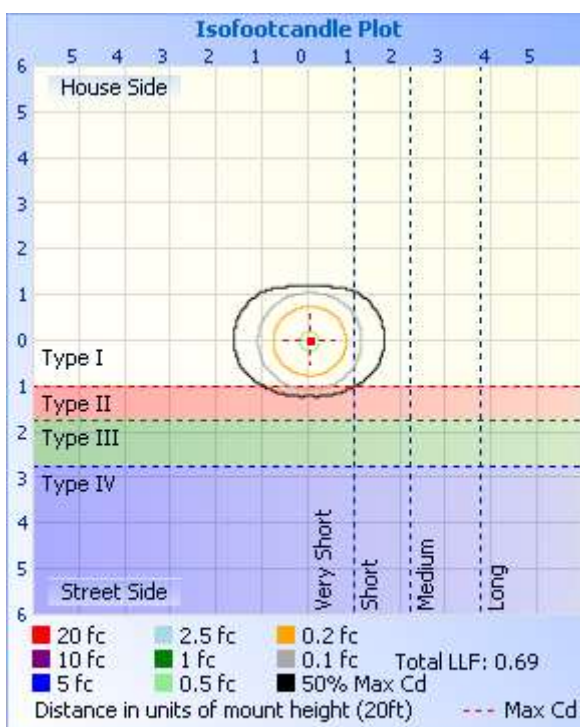 Isofootcandle Plot
5 4 3 2 1 0 1 2 3 4 5
6
House Side
5
4
3
2
1
0
Type I
1
Type II
2
Type III
3
Type IV
4
5
Very Short
Short
Medium
Long
Street Side
6
20 fc 2.5 fc 0.2 fc
10 fc 1 fc 0.1 fc Total LLF: 0.69
5 fc 0.5 fc 50% Max Cd
Distance in units of mount height (20ft) Max Cd